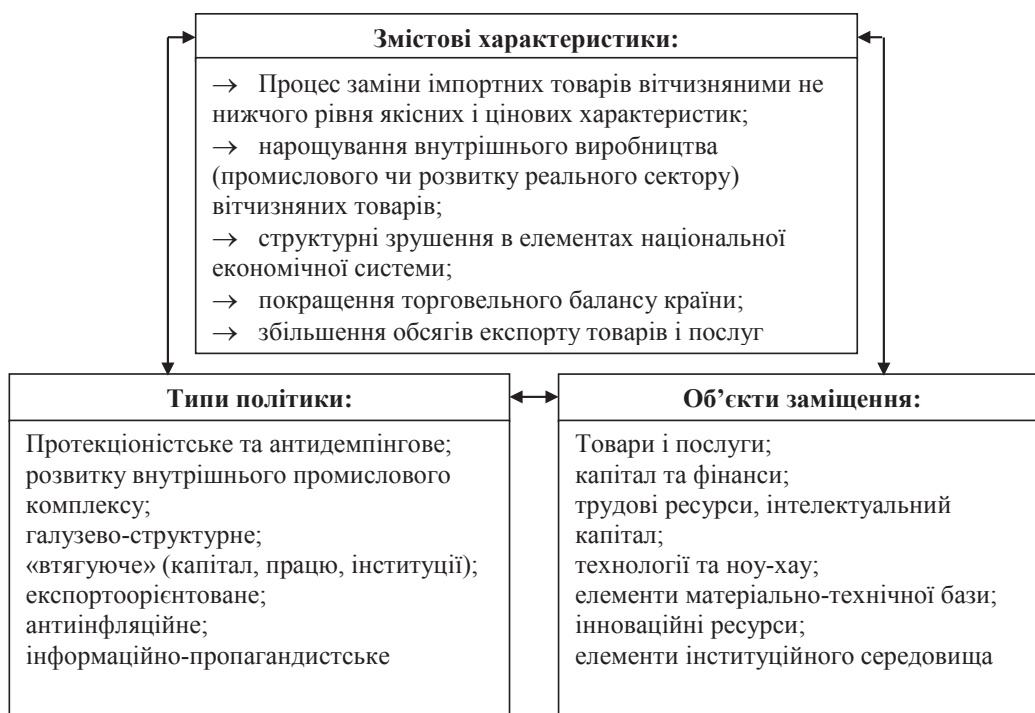 Змістові характеристики:
→ Процес заміни імпортних товарів вітчизняними не
нижчого рівня якісних і цінових характеристик;
→ нарощування внутрішнього виробництва
(промислового чи розвитку реального сектору)
вітчизняних товарів;
→ структурні зрушення в елементах національної
економічної системи;
→ покращення торговельного балансу країни;
→ збільшення обсягів експорту товарів і послуг
Типи політики:
Протекціоністське та антидемпінгове;
розвитку внутрішнього промислового
комплексу;
галузево-структурне;
«втягуюче» (капітал, працю, інституції);
експортоорієнтоване;
антиінфляційне;
інформаційно-пропагандистське
Об’єкти заміщення:
Товари і послуги;
капітал та фінанси;
трудові ресурси, інтелектуальний
капітал;
технології та ноу-хау;
елементи матеріально-технічної бази;
інноваційні ресурси;
елементи інституційного середовища